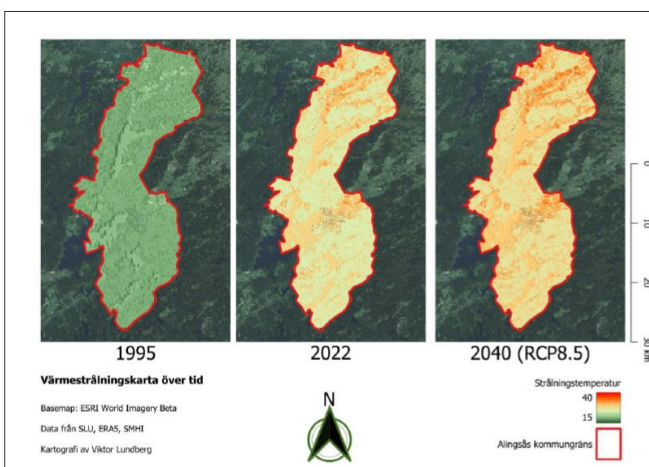 1995
2022
2040 (RCP8.5)
0
10
20
30 km
Värmestrålningskarta över tid
Basemap: ESRI World Imagery Beta
Data från SLU, ERA5, SMHI
Kartografi av Viktor Lundberg
N
Strålningstemperatur
40
15
Alingsås kommungräns